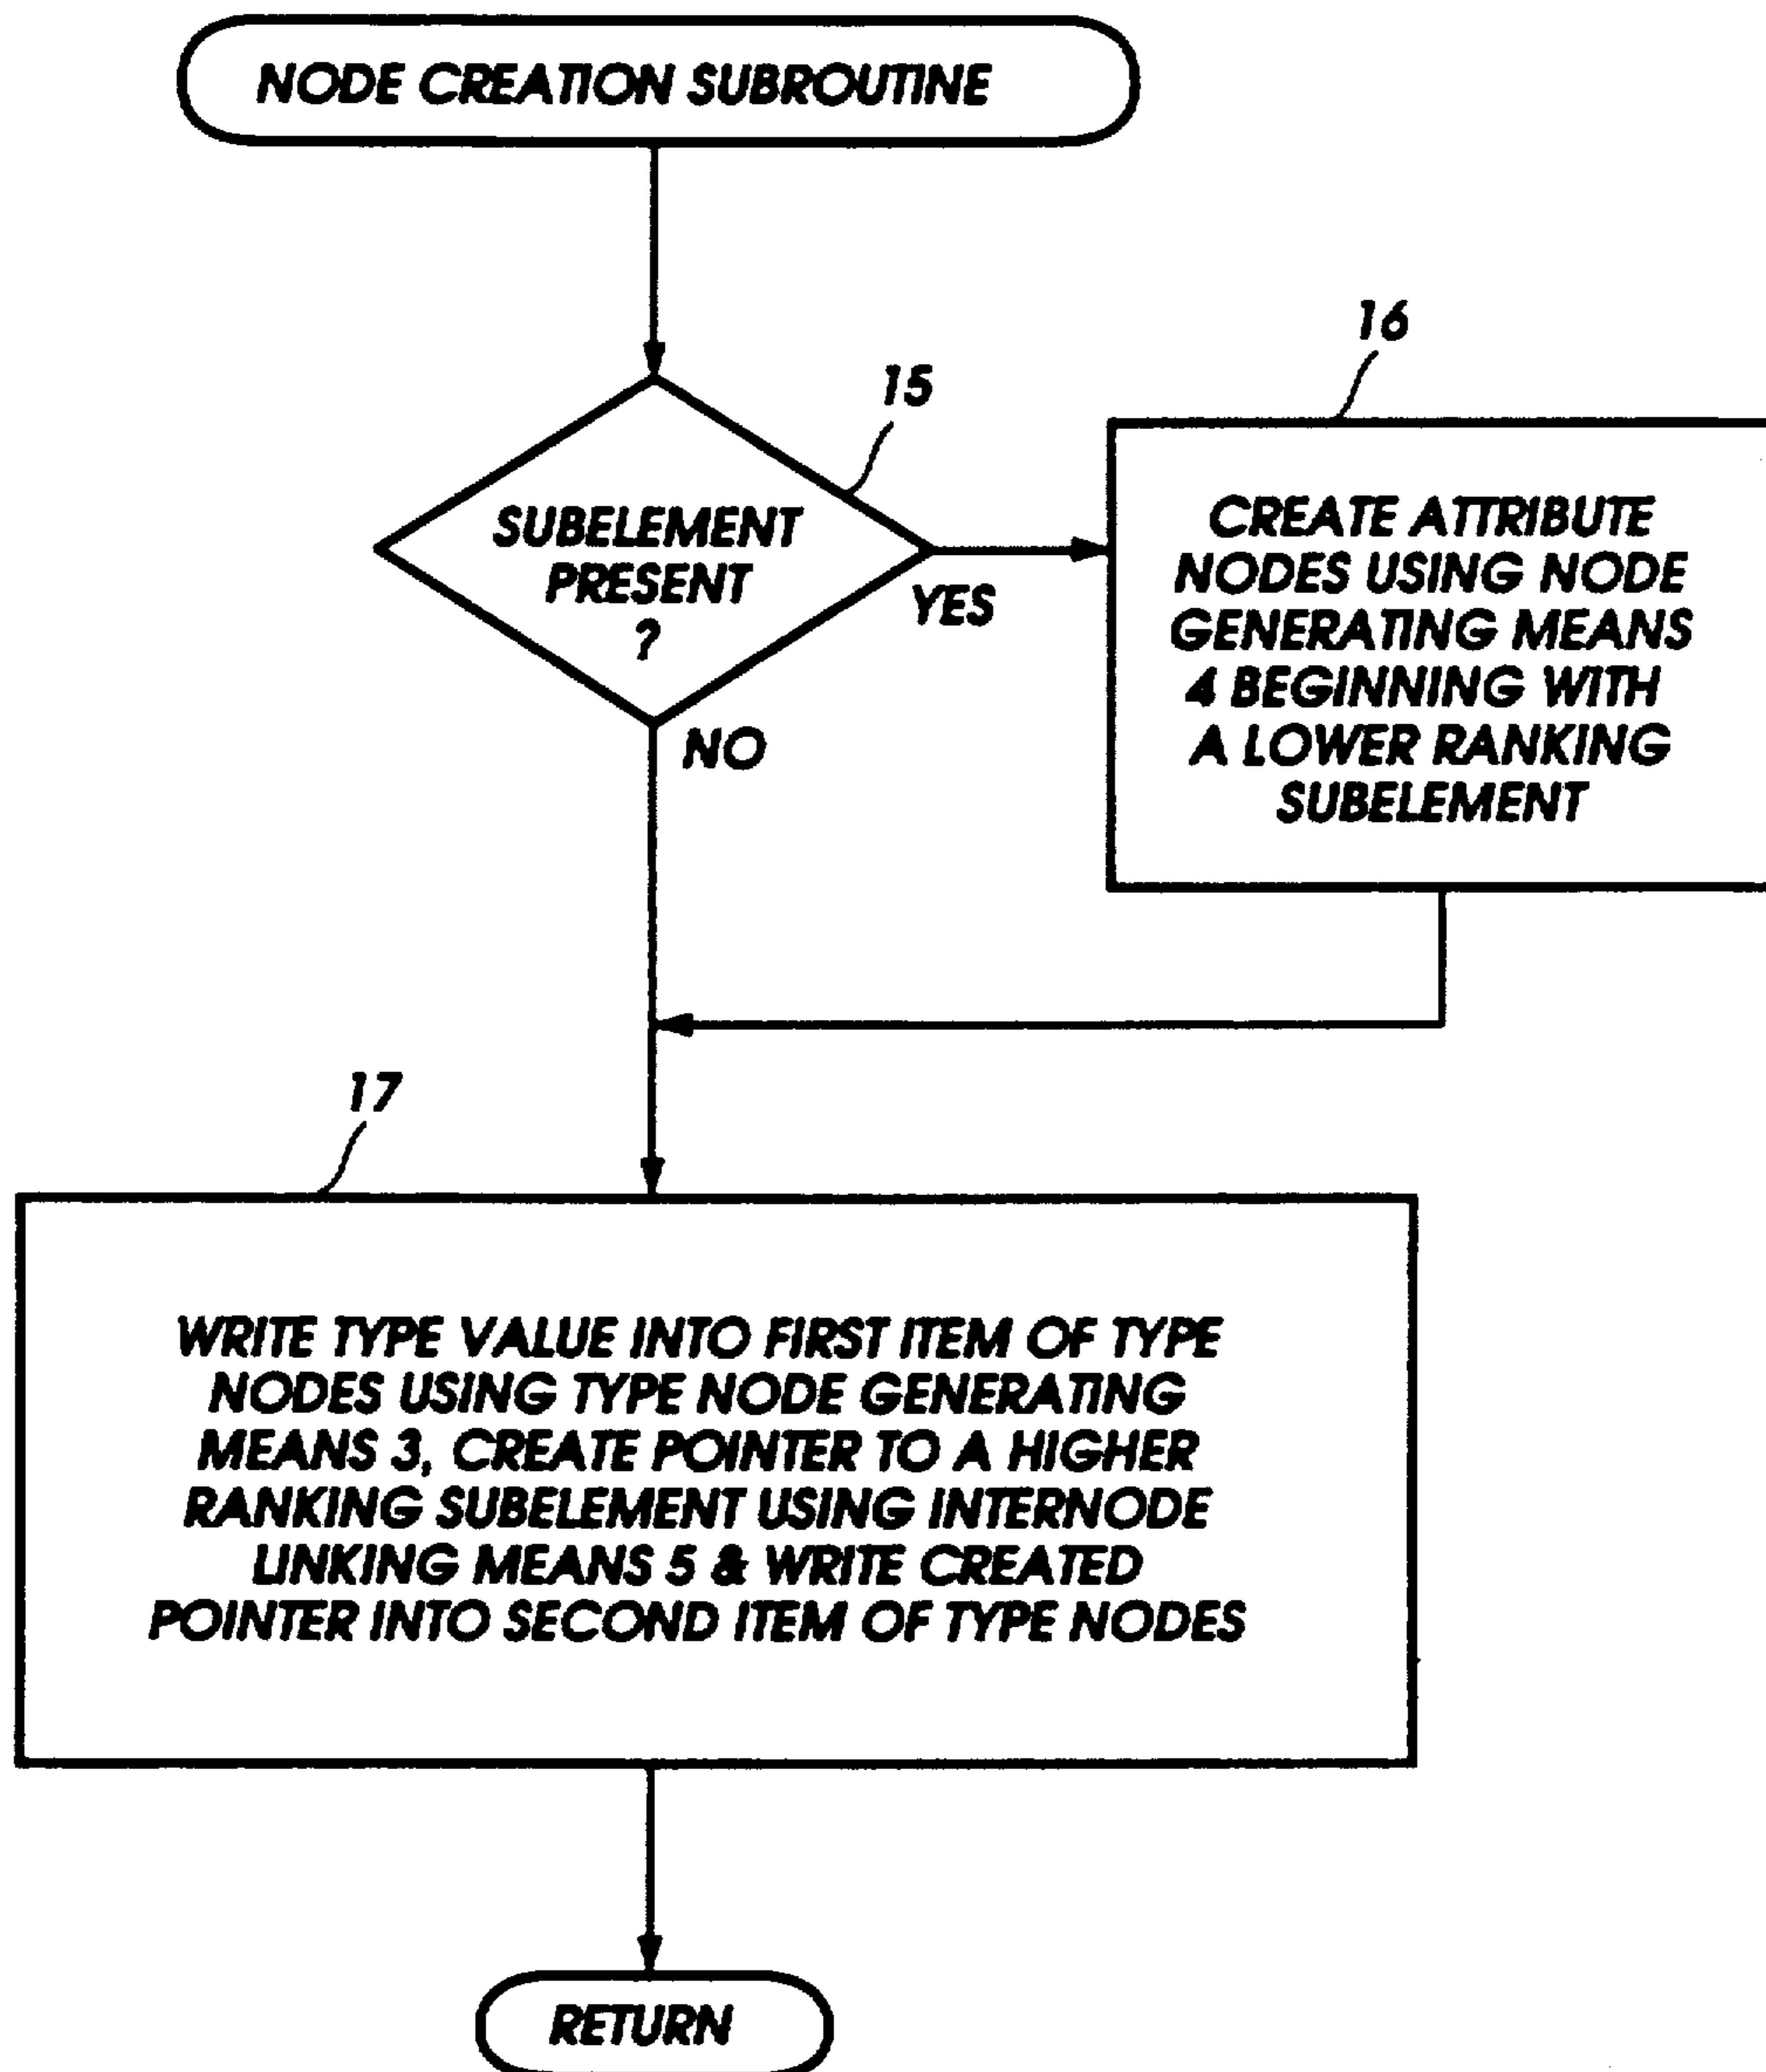 NODE CREATION SUBROUTINE
15
16
SUBELEMENT
PRESENT
?
YES
NO
CREATE ATTRIBUTE
NODES USING NODE
GENERATING MEANS
4 BEGINNING WITH
A LOWER RANKING
SUBELEMENT
17
WRITE TYPE VALUE INTO FIRST ITEM OF TYPE
NODES USING TYPE NODE GENERATING
MEANS 3, CREATE POINTER TO A HIGHER
RANKING SUBELEMENT USING INTERNODE
LINKING MEANS 5 & WRITE CREATED
POINTER INTO SECOND ITEM OF TYPE NODES
RETURN